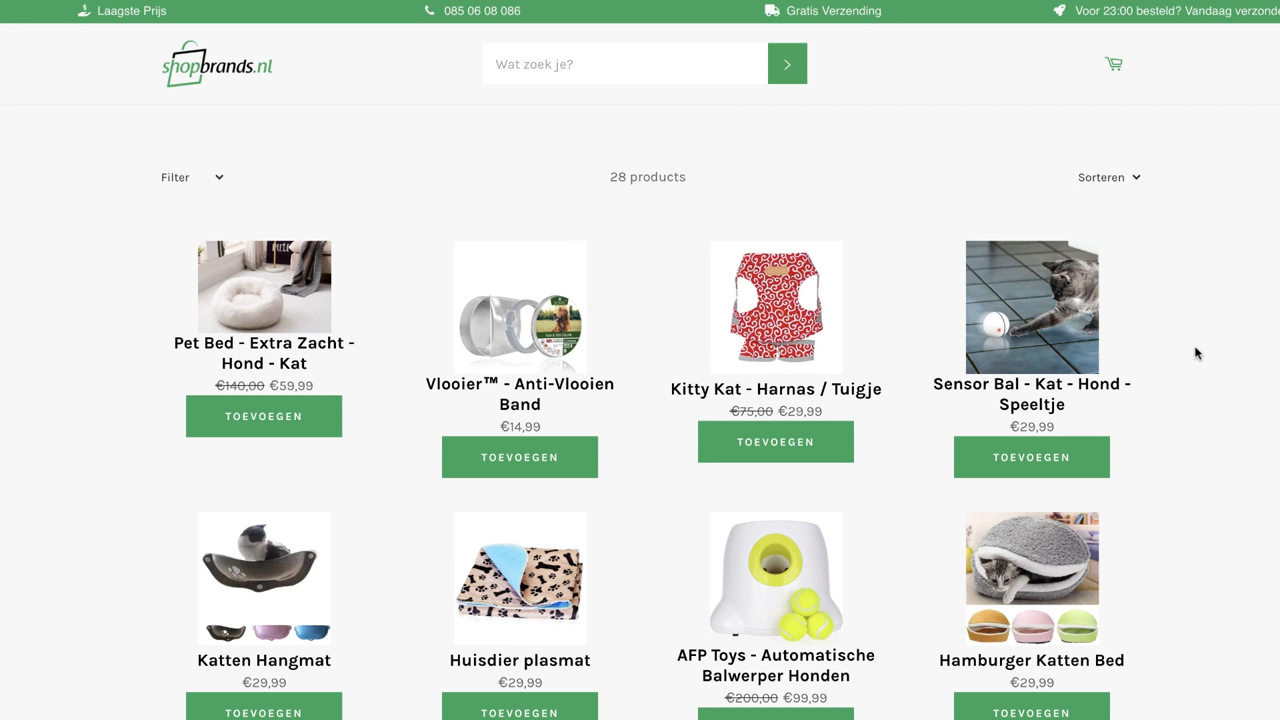 Laagste Prijs
085 06 08 086
Gratis Verzending
Voor 23:00 besteld? Vandaag verzonde
shopbrands.nl
Wat zoek je?
Filter
28 products
Sorteren
Pet Bed - Extra Zacht -
Hond - Kat
€140,00 €59,99
TOEVOEGEN
Vlooier™ - Anti-Vlooien
Band
€14,99
TOEVOEGEN
Kitty Kat - Harnas / Tuigje
€75,00 €29,99
TOEVOEGEN
Sensor Bal - Kat - Hond -
Speeltje
€29,99
TOEVOEGEN
Katten Hangmat
€29,99
TOEVOEGEN
Huisdier plasmat
€29,99
TOEVOEGEN
AFP Toys - Automatische
Balwerper Honden
€200,00 €99,99
Hamburger Katten Bed
€29,99
TOEVOEGEN